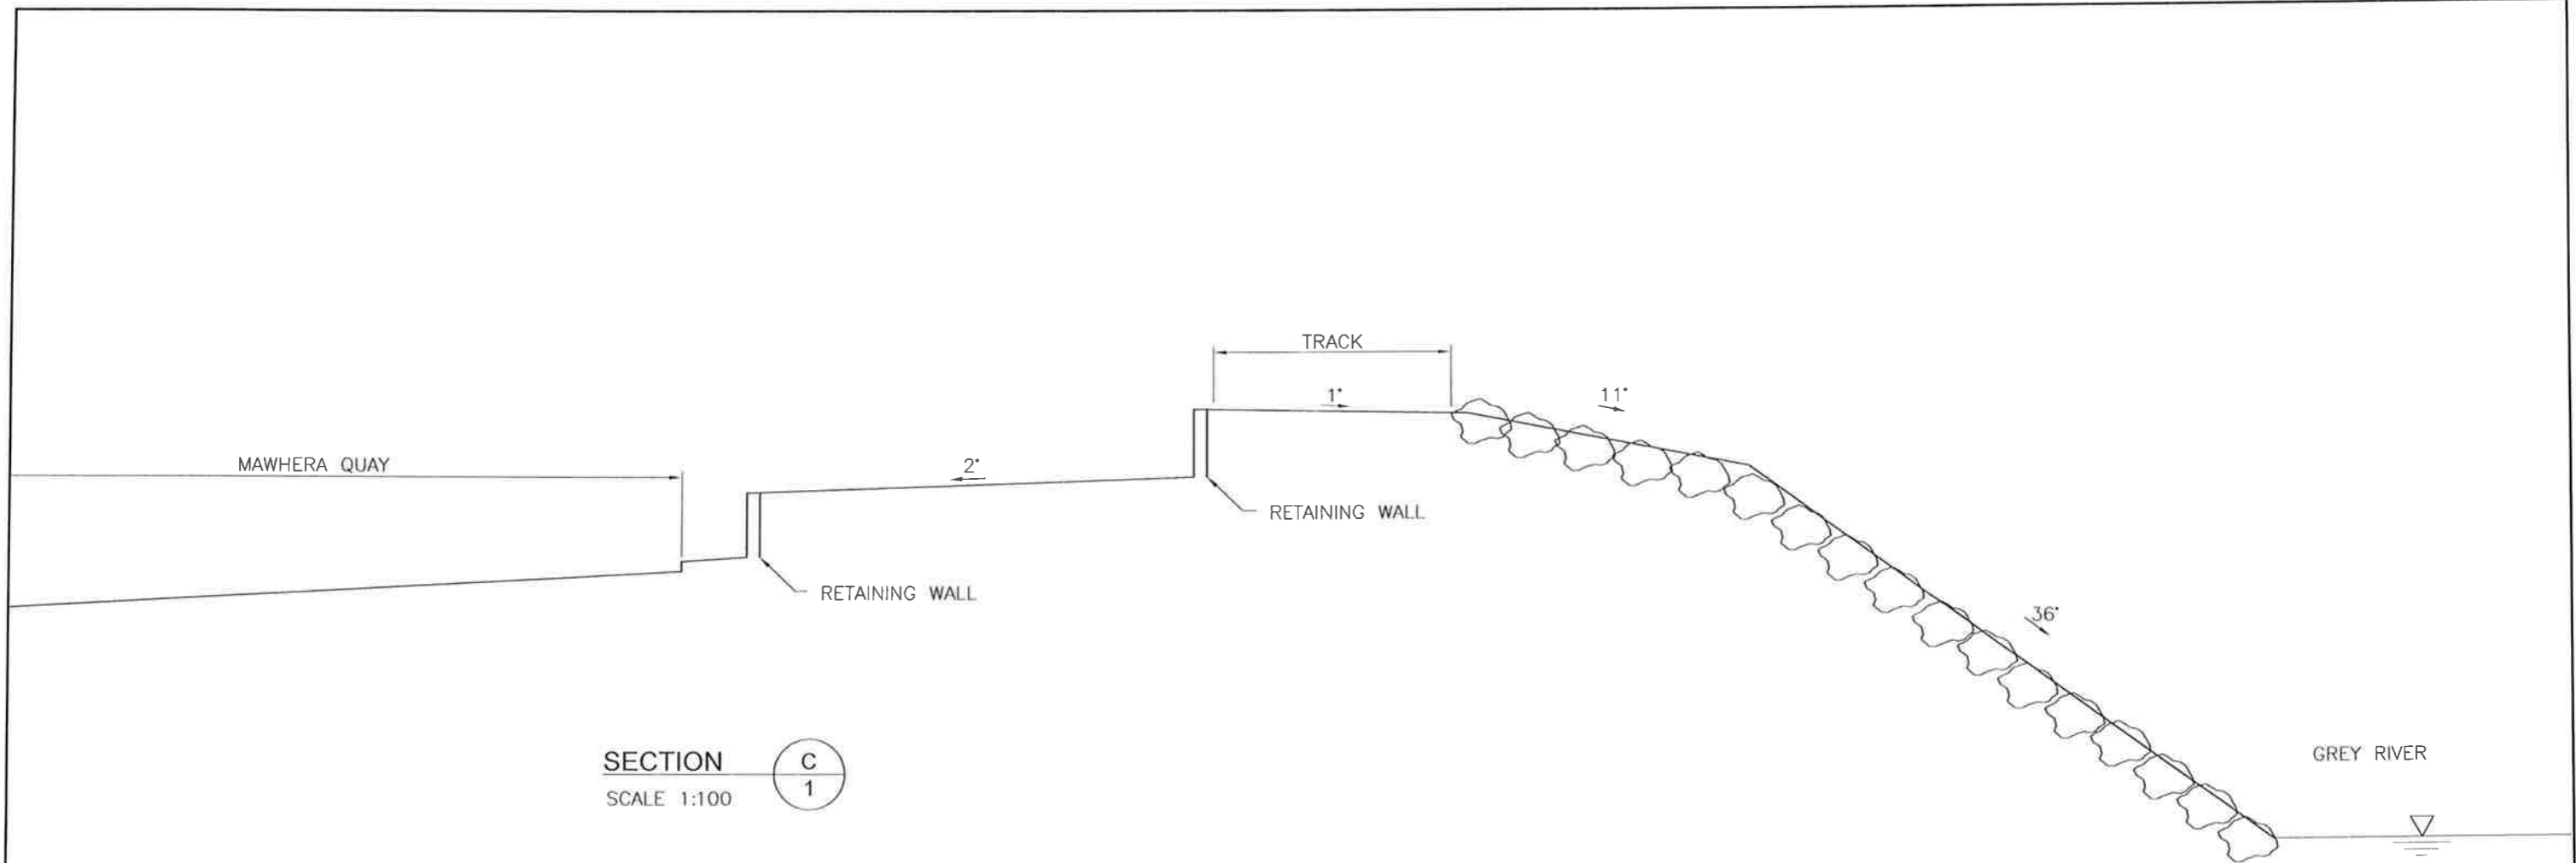 TRACK
1°
11°
MAWHERA QUAY
2°
RETAINING WALL
RETAINING WALL
36°
SECTION
C
1
SCALE 1:100
GREY RIVER